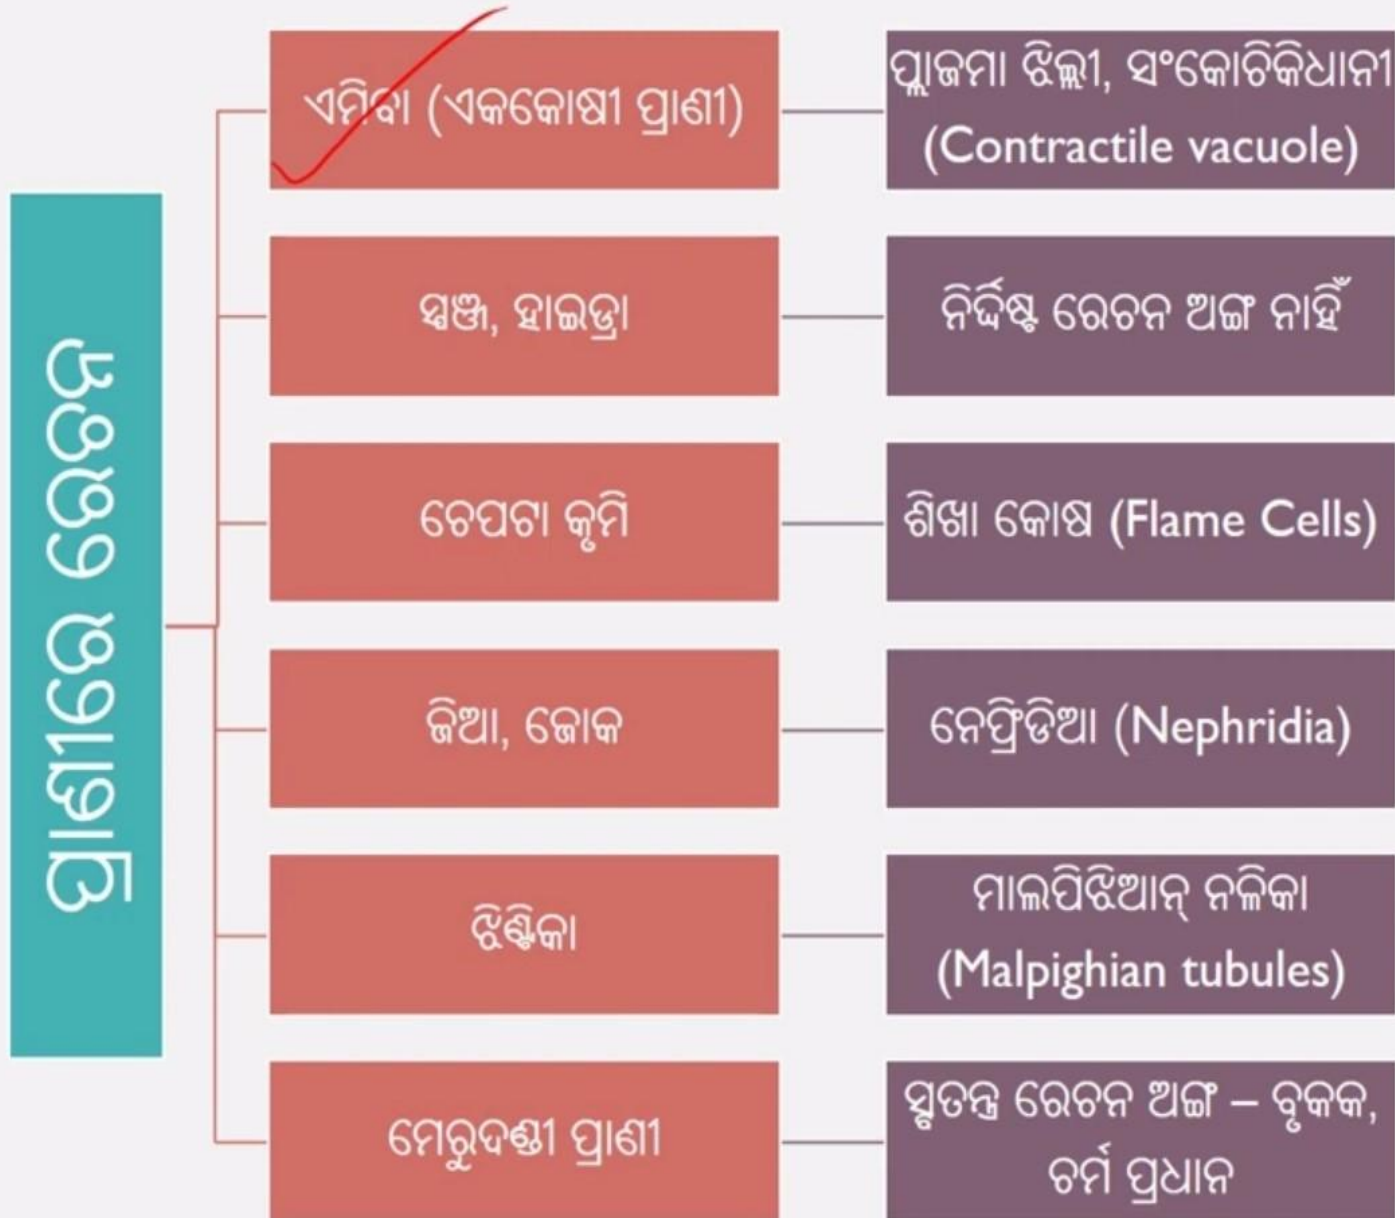 ପ୍ରାଣୀରେ ରେଚନ
ଏମିବା (ଏକକୋଷୀ ପ୍ରାଣୀ)
ପ୍ଲାଜମା ଝିଲ୍ଲୀ, ସଂକୋଚିକିଧାନୀ
(Contractile vacuole)
ସ୍ପଞ୍ଜ, ହାଇଡ୍ରା
ନିର୍ଦ୍ଦିଷ୍ଟ ରେଚନ ଅଙ୍ଗ ନାହିଁ
ଚେପଟା କୃମି
ଶିଖା କୋଷ (Flame Cells)
ଜିଆ, ଜୋକ
ନେଫ୍ରିଡିଆ (Nephridia)
ଝିଣ୍ଟିକା
ମାଲପିଝିଆନ୍ ନଳିକା
(Malpighian tubules)
ମେରୁଦଣ୍ଡୀ ପ୍ରାଣୀ
ସ୍ବତନ୍ତ୍ର ରେଚନ ଅଙ୍ଗ – ବୃକକ,
ଚର୍ମ ପ୍ରଧାନ